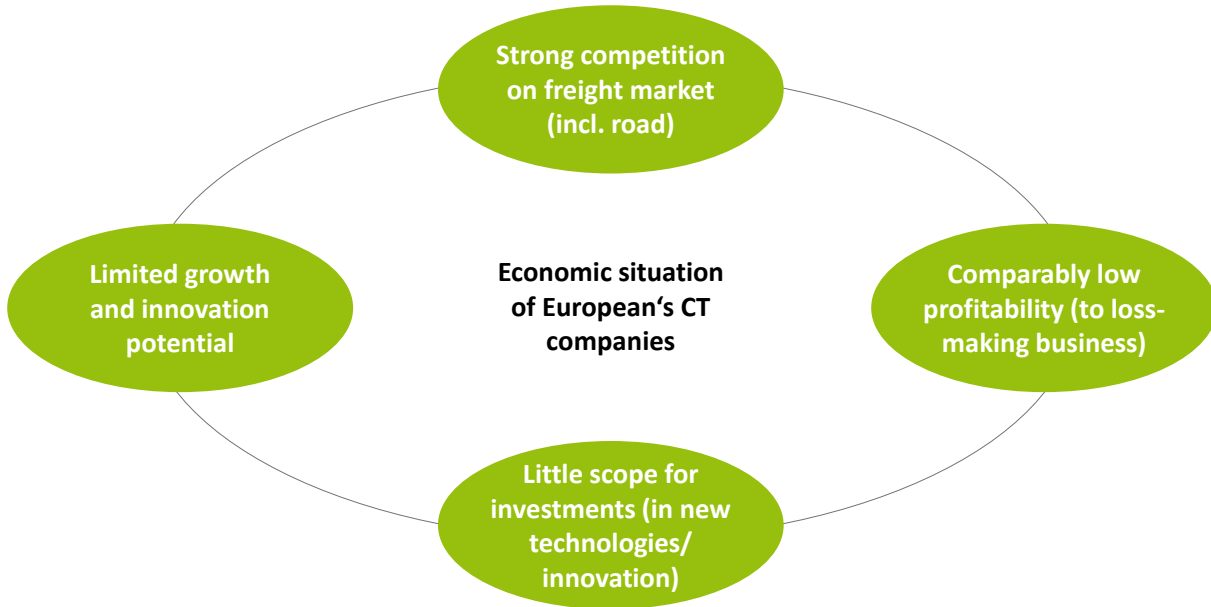 Strong competition
on freight market
(incl. road)
Limited growth
and innovation
potential
Economic situation
of European‘s CT
companies
Comparably low
profitability (to loss-
making business)
Little scope for
investments (in new
technologies/
innovation)